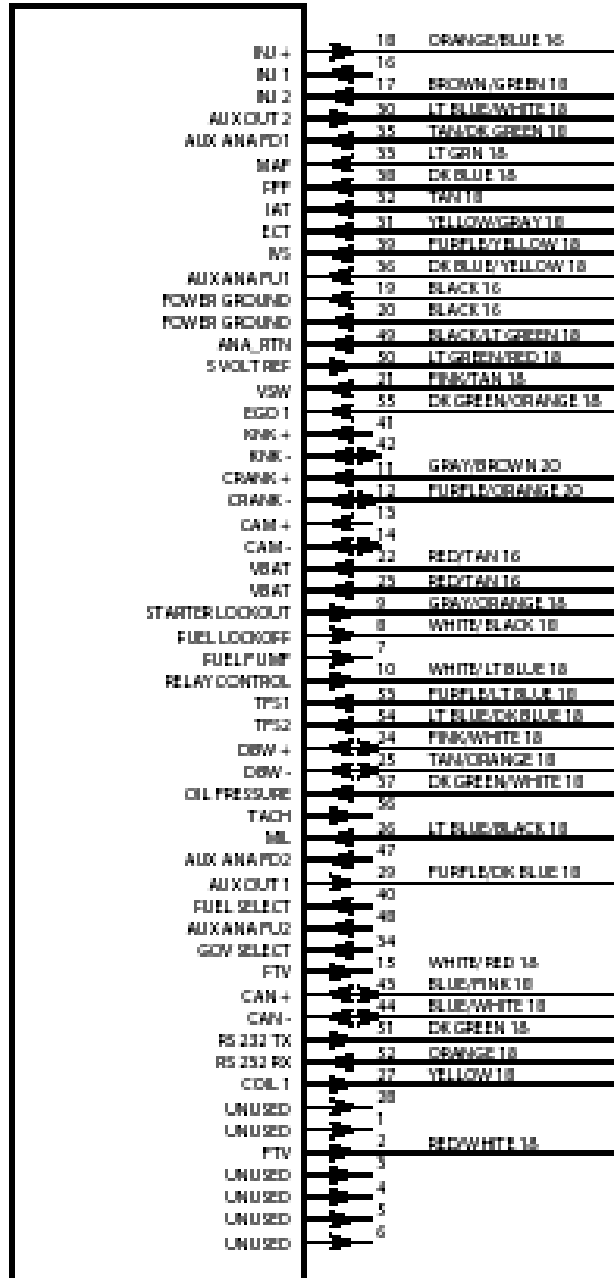 INJ + 18 ORANGE/BLUE 16
INJ 1 16
INJ 2 17 BROWN/GREEN 18
AUX OUT 2 30 LT BLUE/WHITE 18
AUX ANA PD1 35 TAN/DK GREEN 18
MAP 33 LT GRN 18
FPP 38 DK BLUE 18
IAT 32 TAN 18
ECT 31 YELLOW/GRAY 18
IVS 39 PURPLE/YELLOW 18
AUX ANA PU1 36 DK BLUE/YELLOW 18
POWER GROUND 19 BLACK 16
POWER GROUND 20 BLACK 16
ANA_RTN 49 BLACK/LT GREEN 18
5 VOLT REF 50 LT GREEN/RED 18
VSW 21 PINK/TAN 18
EGO 1 55 DK GREEN/ORANGE 18
KNK + 41
KNK - 42
CRANK + 11 GRAY/BROWN 20
CRANK - 12 PURPLE/ORANGE 20
CAM + 13
CAM - 14
VBAT 22 RED/TAN 16
VBAT 23 RED/TAN 16
STARTER LOCKOUT 9 GRAY/ORANGE 18
FUEL LOCKOFF 8 WHITE/BLACK 18
FUEL PUMP 7
RELAY CONTROL 10 WHITE/LT BLUE 18
TPS1 53 PURPLE/LT BLUE 18
TPS2 54 LT BLUE/DK BLUE 18
DBW + 24 PINK/WHITE 18
DBW - 25 TAN/ORANGE 18
OIL PRESSURE 37 DK GREEN/WHITE 18
TACH 56
MIL 26 LT BLUE/BLACK 18
AUX ANA PD2 47
AUX OUT 1 29 PURPLE/DK BLUE 18
FUEL SELECT 40
AUX ANA PU2 48
GOV SELECT 34
FTV 15 WHITE/RED 18
CAN + 43 BLUE/PINK 18
CAN - 44 BLUE/WHITE 18
RS 232 TX 51 DK GREEN 18
RS 232 RX 52 ORANGE 18
COIL 1 27 YELLOW 18
UNUSED 28
UNUSED 1
FTV 2 RED/WHITE 18
UNUSED 3
UNUSED 4
UNUSED 5
UNUSED 6